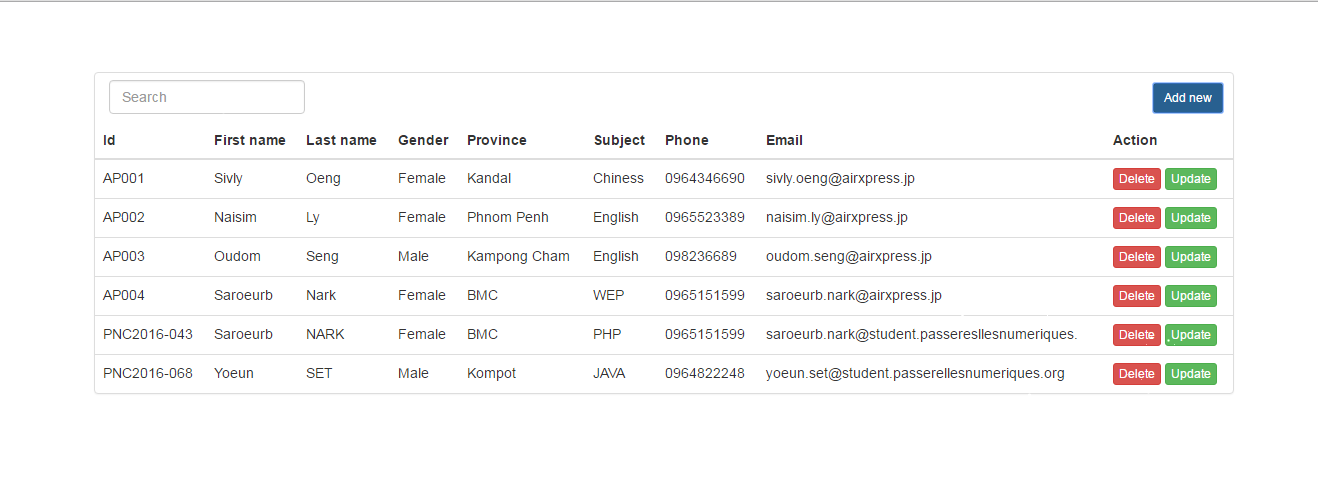 Search Add new
Id First name Last name Gender Province Subject Phone Email Action
AP001 Sivly Oeng Female Kandal Chiness 0964346690 sivly.oeng@airxpress.jp Delete Update
AP002 Naisim Ly Female Phnom Penh English 0965523389 naisim.ly@airxpress.jp Delete Update
AP003 Oudom Seng Male Kampong Cham English 098236689 oudom.seng@airxpress.jp Delete Update
AP004 Saroeurb Nark Female BMC WEP 0965151599 saroeurb.nark@airxpress.jp Delete Update
PNC2016-043 Saroeurb NARK Female BMC PHP 0965151599 saroeurb.nark@student.passeresllesnumeriques. Delete Update
PNC2016-068 Yoeun SET Male Kompot JAVA 0964822248 yoeun.set@student.passerellesnumeriques.org Delete Update